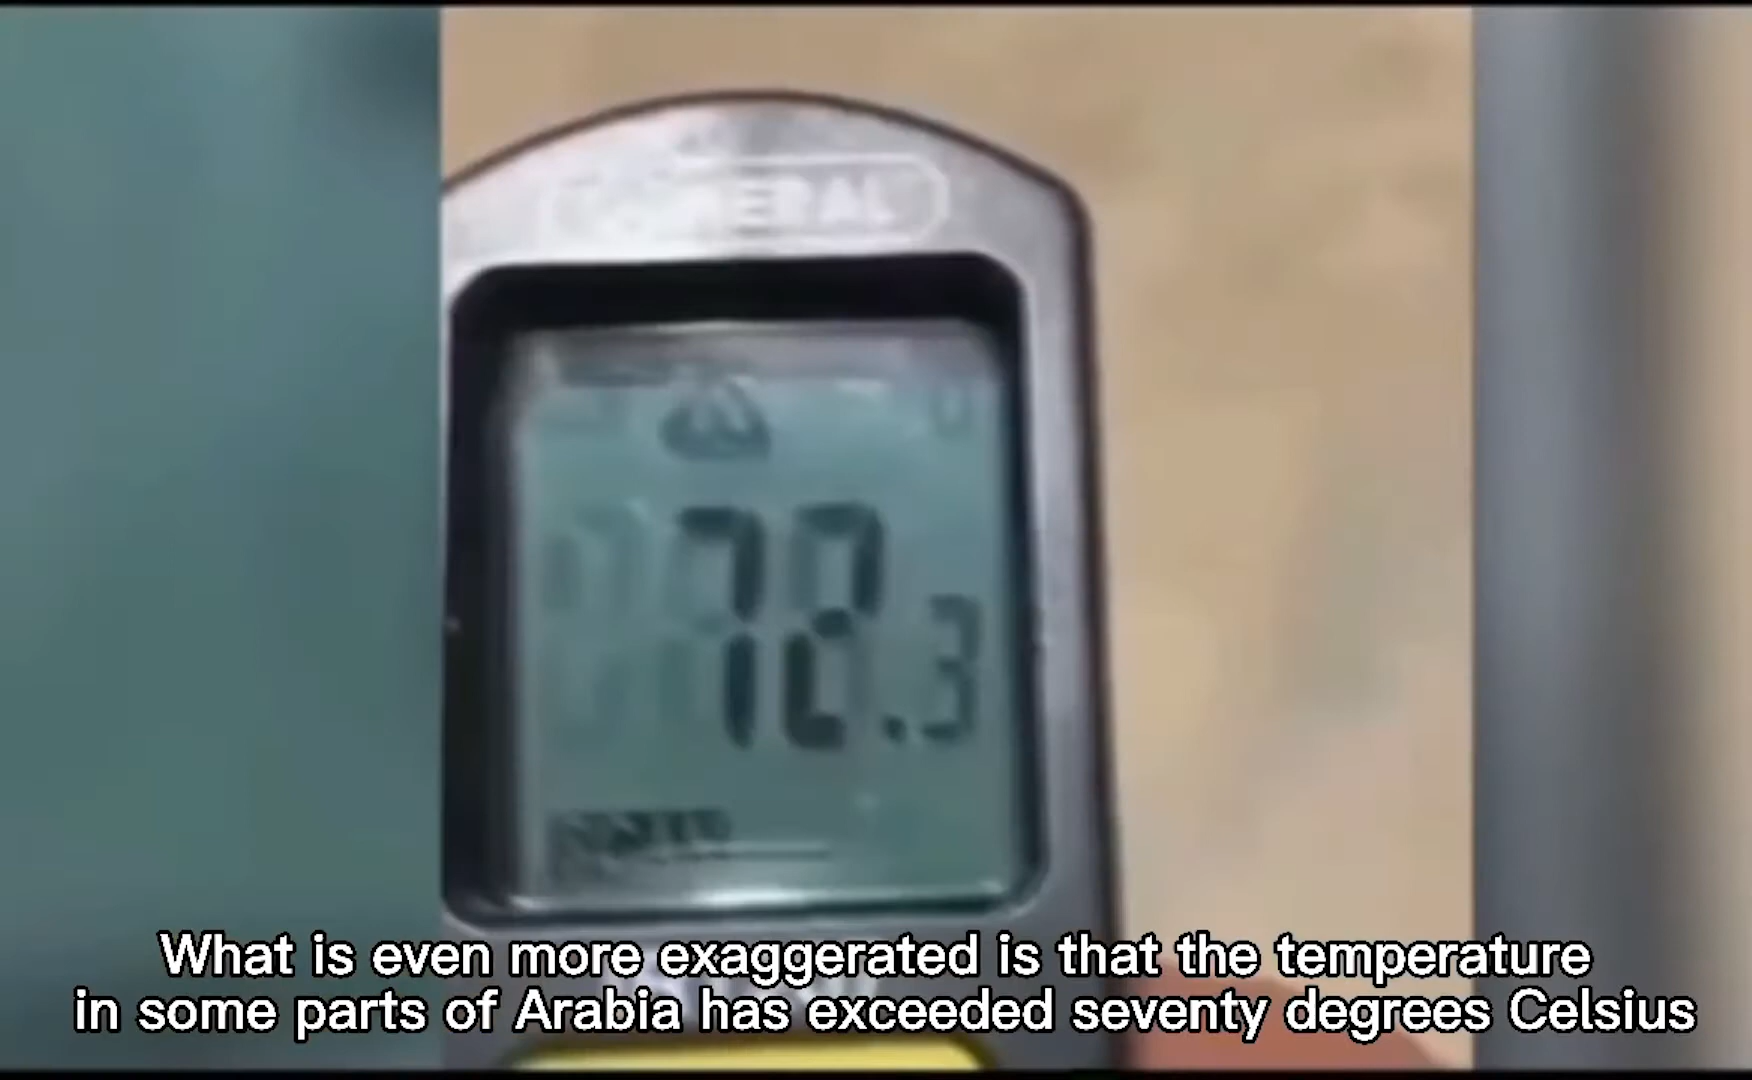 72.3
What is even more exaggerated is that the temperature
in some parts of Arabia has exceeded seventy degrees Celsius